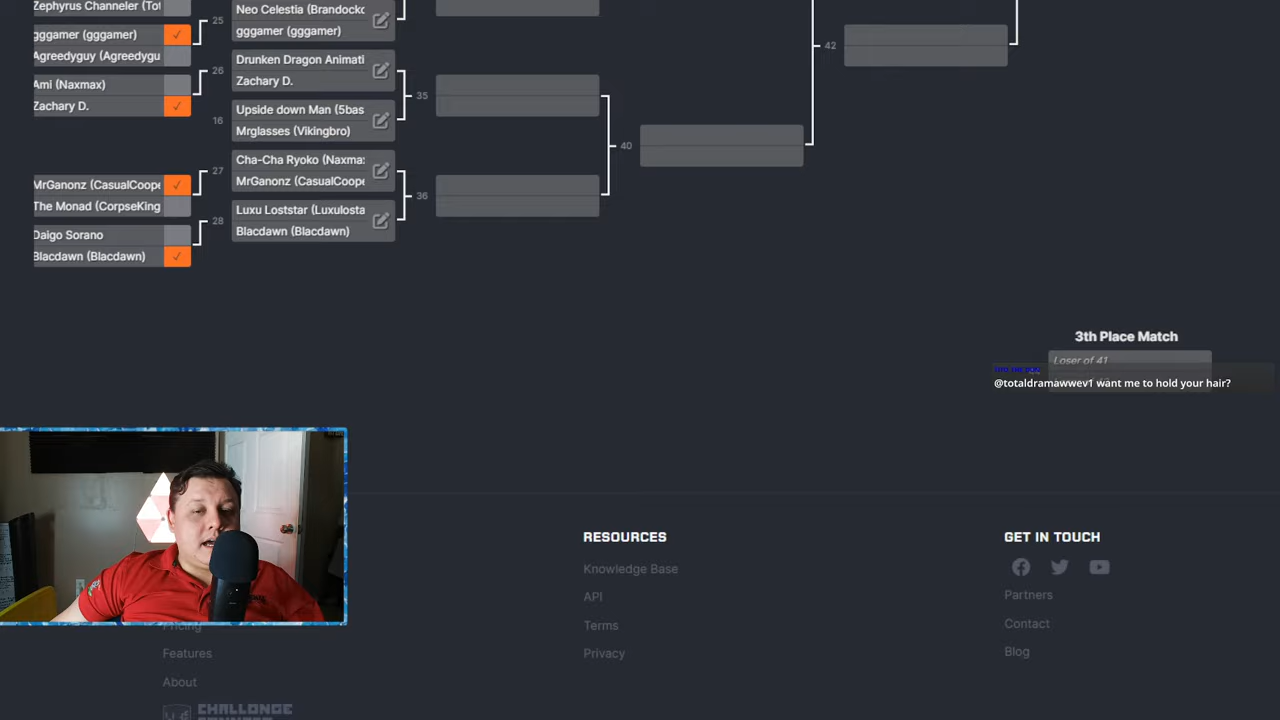 Zephyrus Channeler (Tot
gggamer (gggamer)
Agreedyguy (Agreedygu
Ami (Naxmax)
Zachary D.
MrGanonz (CasualCoope
The Monad (CorpseKing
Daigo Sorano
Blacdawn (Blacdawn)
25
26
16
27
28
Neo Celestia (Brandockc
gggamer (gggamer)
Drunken Dragon Animati
Zachary D.
Upside down Man (5bas
Mrglasses (Vikingbro)
Cha-Cha Ryoko (Naxma
MrGanonz (CasualCoope
Luxu Loststar (Luxulosta
Blacdawn (Blacdawn)
35
36
40
42
3th Place Match
Loser of 41
@totaldramawwev1 want me to hold your hair?
Pricing
Features
About
CHALLONGE
RESOURCES
Knowledge Base
API
Terms
Privacy
GET IN TOUCH
Partners
Contact
Blog